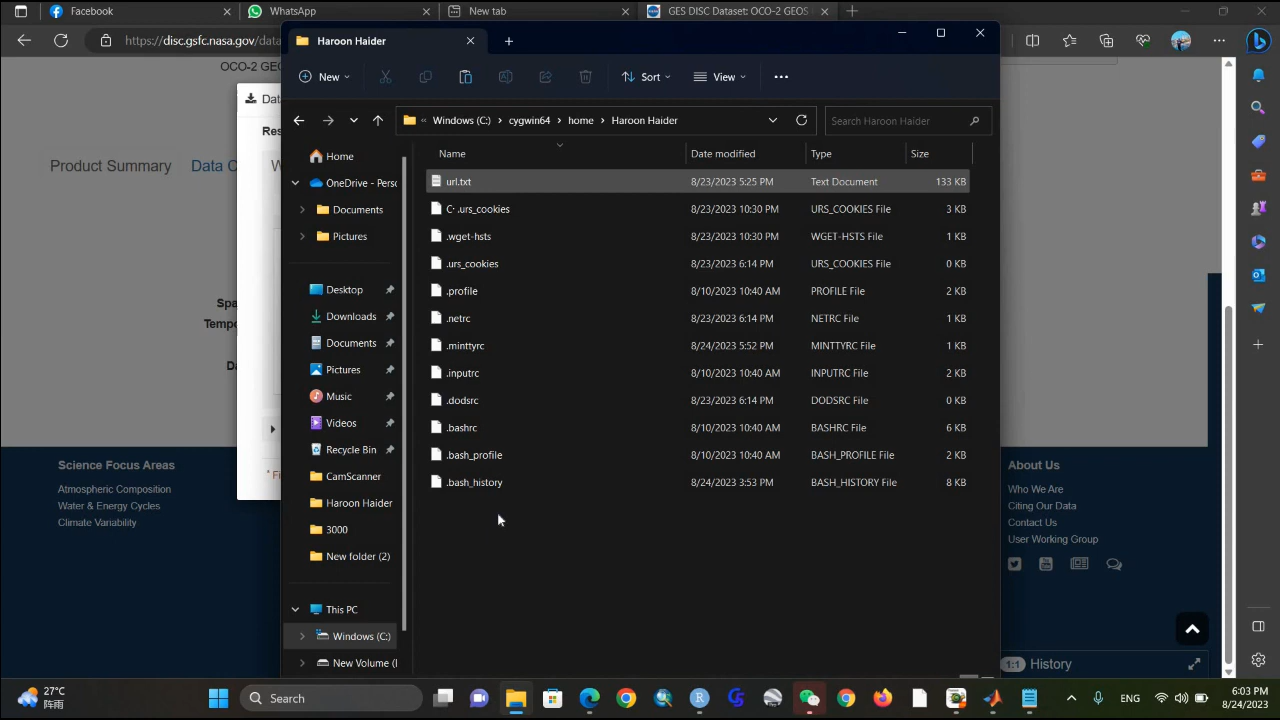 Facebook
WhatsApp
New tab
GES DISC Dataset: OCO-2 GEOS
https://disc.gsfc.nasa.gov/data
OCO-2 GEO
Haroon Haider
New
Sort
View
Data
Res
W
Windows (C:)
cygwin64
home
Haroon Haider
Search Haroon Haider
Product Summary
Data C
Home
OneDrive - Perso
Documents
Pictures
Desktop
Downloads
Documents
Pictures
Music
Videos
Recycle Bin
CamScanner
Haroon Haider
3000
New folder (2)
This PC
Windows (C:)
New Volume (
Name Date modified Type Size
url.txt 8/23/2023 5:25 PM Text Document 133 KB
C· .urs_cookies 8/23/2023 10:30 PM URS_COOKIES File 3 KB
.wget-hsts 8/23/2023 10:30 PM WGET-HSTS File 1 KB
.urs_cookies 8/23/2023 6:14 PM URS_COOKIES File 0 KB
.profile 8/10/2023 10:40 AM PROFILE File 2 KB
.netrc 8/23/2023 6:14 PM NETRC File 1 KB
.minttyrc 8/24/2023 5:52 PM MINTTYRC File 1 KB
.inputrc 8/10/2023 10:40 AM INPUTRC File 2 KB
.dodsrc 8/23/2023 6:14 PM DODSRC File 0 KB
.bashrc 8/10/2023 10:40 AM BASHRC File 6 KB
.bash_profile 8/10/2023 10:40 AM BASH_PROFILE File 2 KB
.bash_history 8/24/2023 3:53 PM BASH_HISTORY File 8 KB
Spa
Tempo
Da
* Fi
Science Focus Areas
Atmospheric Composition
Water & Energy Cycles
Climate Variability
About Us
Who We Are
Citing Our Data
Contact Us
User Working Group
1:1 History
27°C
阵雨
Search
ENG
6:03 PM
8/24/2023